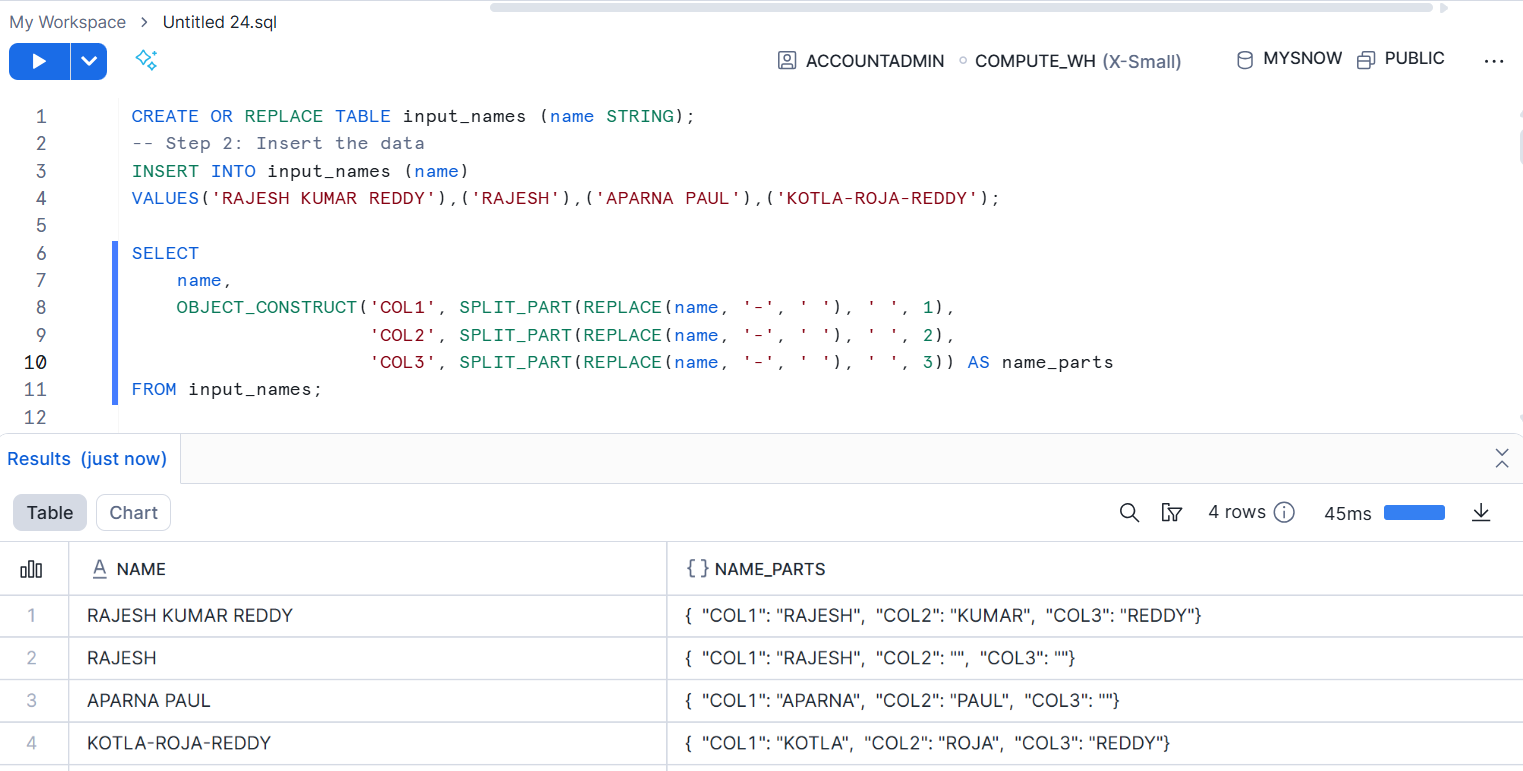 My Workspace > Untitled 24.sql
ACCOUNTADMIN COMPUTE_WH (X-Small) MYSNOW PUBLIC ...
1 CREATE OR REPLACE TABLE input_names (name STRING);
2 -- Step 2: Insert the data
3 INSERT INTO input_names (name)
4 VALUES('RAJESH KUMAR REDDY'),('RAJESH'),('APARNA PAUL'),('KOTLA-ROJA-REDDY');
5
6 SELECT
7 name,
8 OBJECT_CONSTRUCT('COL1', SPLIT_PART(REPLACE(name, '-', ' '), ' ', 1),
9 'COL2', SPLIT_PART(REPLACE(name, '-', ' '), ' ', 2),
10 'COL3', SPLIT_PART(REPLACE(name, '-', ' '), ' ', 3)) AS name_parts
11 FROM input_names;
12
Results (just now)
Table Chart 4 rows 45ms
A NAME {} NAME_PARTS
1 RAJESH KUMAR REDDY { "COL1": "RAJESH", "COL2": "KUMAR", "COL3": "REDDY"}
2 RAJESH { "COL1": "RAJESH", "COL2": "", "COL3": ""}
3 APARNA PAUL { "COL1": "APARNA", "COL2": "PAUL", "COL3": ""}
4 KOTLA-ROJA-REDDY { "COL1": "KOTLA", "COL2": "ROJA", "COL3": "REDDY"}